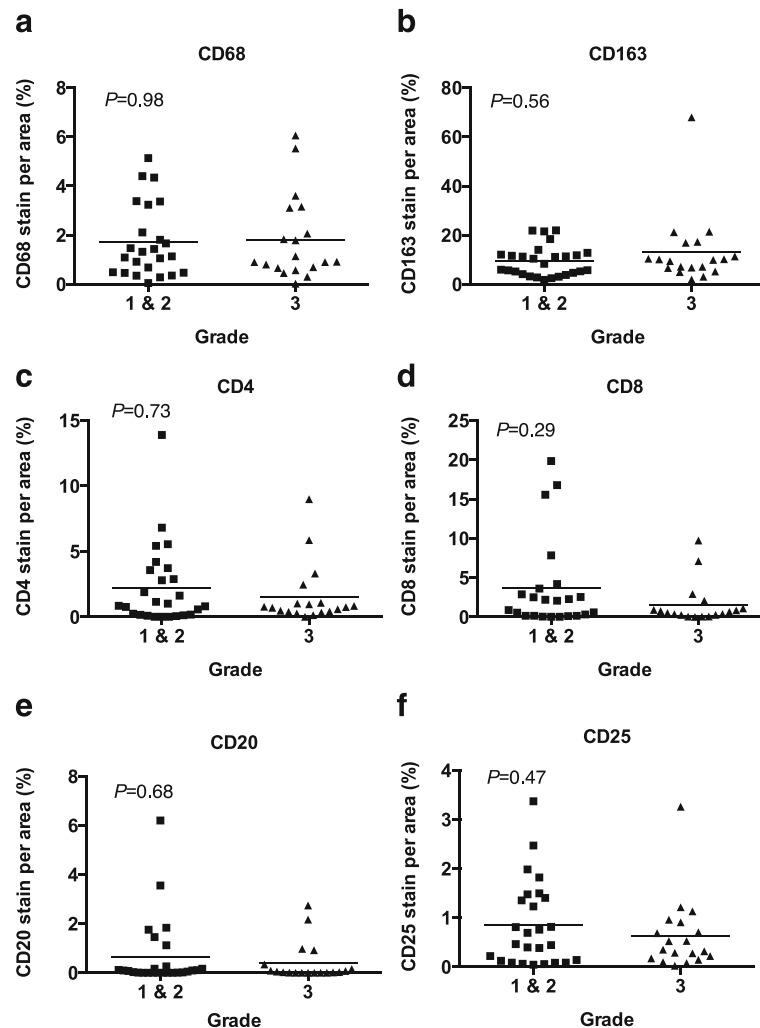 a
CD68
CD68 stain per area (%)
P=0.98
8
6
4
2
0
1 & 2
3
Grade
b
CD163
CD163 stain per area (%)
P=0.56
80
60
40
20
0
1 & 2
3
Grade
c
CD4
CD4 stain per area (%)
P=0.73
15
10
5
0
1 & 2
3
Grade
d
CD8
CD8 stain per area (%)
P=0.29
25
20
15
10
5
0
1 & 2
3
Grade
e
CD20
CD20 stain per area (%)
P=0.68
8
6
4
2
0
1 & 2
3
Grade
f
CD25
CD25 stain per area (%)
P=0.47
4
3
2
1
0
1 & 2
3
Grade